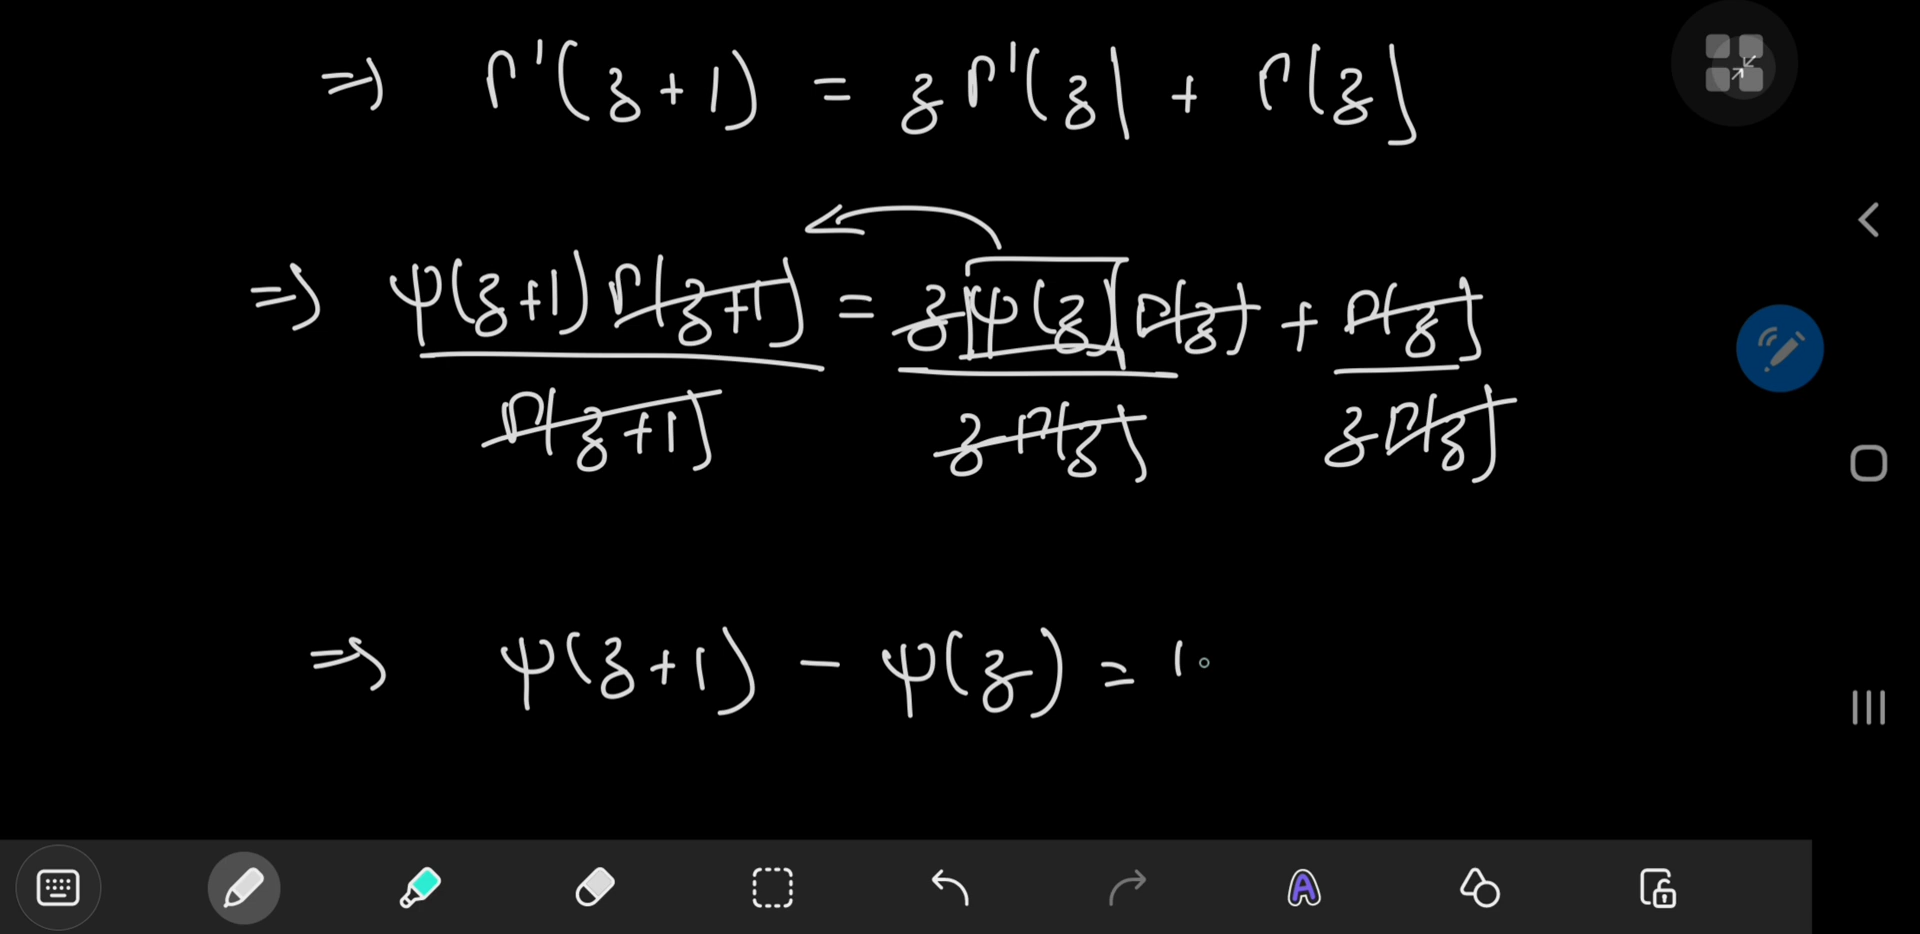 ⇒ Γ'(z+1) = z Γ'(z) + Γ(z)
⇒ ψ(z+1) Γ(z+1) / Γ(z+1) = z ψ(z) Γ(z) / z Γ(z) + Γ(z) / z Γ(z)
⇒ ψ(z+1) − ψ(z) = 1
A